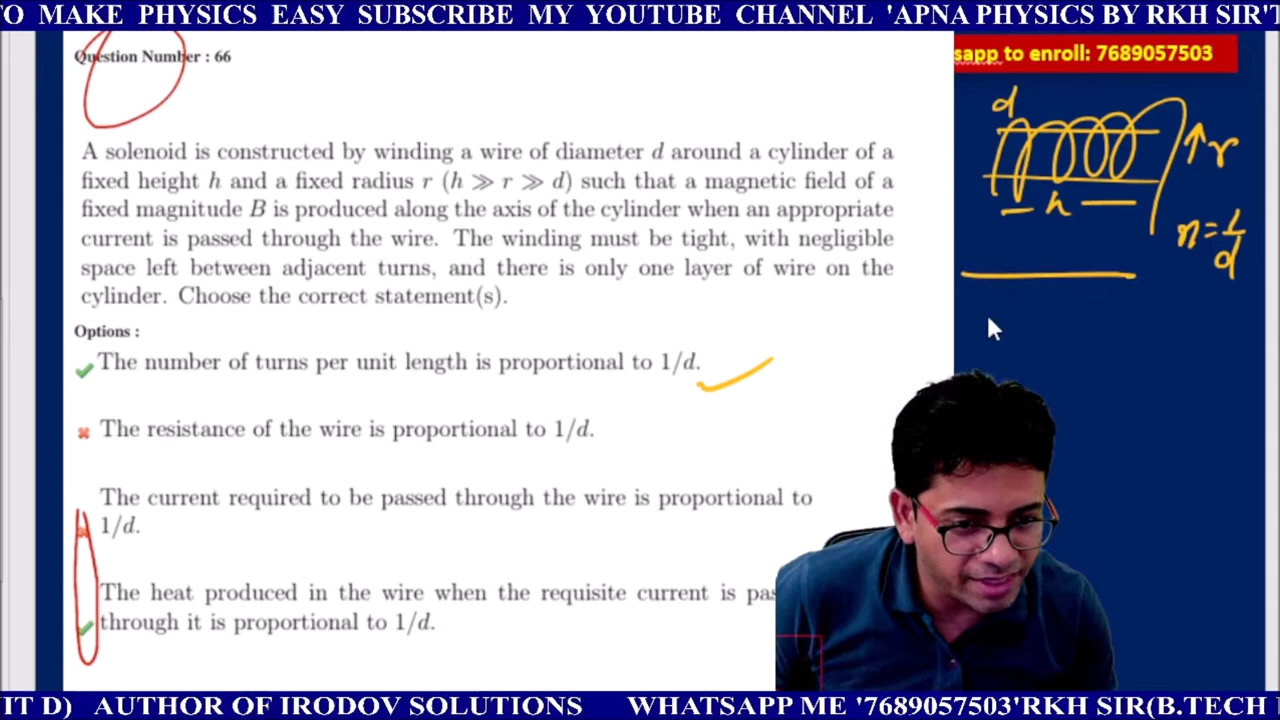 O MAKE PHYSICS EASY SUBSCRIBE MY YOUTUBE CHANNEL 'APNA PHYSICS BY RKH SIR'T
Question Number : 66
sapp to enroll: 7689057503
A solenoid is constructed by winding a wire of diameter d around a cylinder of a
fixed height h and a fixed radius r (h ≫ r ≫ d) such that a magnetic field of a
fixed magnitude B is produced along the axis of the cylinder when an appropriate
current is passed through the wire. The winding must be tight, with negligible
space left between adjacent turns, and there is only one layer of wire on the
cylinder. Choose the correct statement(s).
d
r
h
n = 1/d
Options :
The number of turns per unit length is proportional to 1/d.
The resistance of the wire is proportional to 1/d.
The current required to be passed through the wire is proportional to
1/d.
The heat produced in the wire when the requisite current is pas
through it is proportional to 1/d.
IT D) AUTHOR OF IRODOV SOLUTIONS WHATSAPP ME '7689057503'RKH SIR(B.TECH